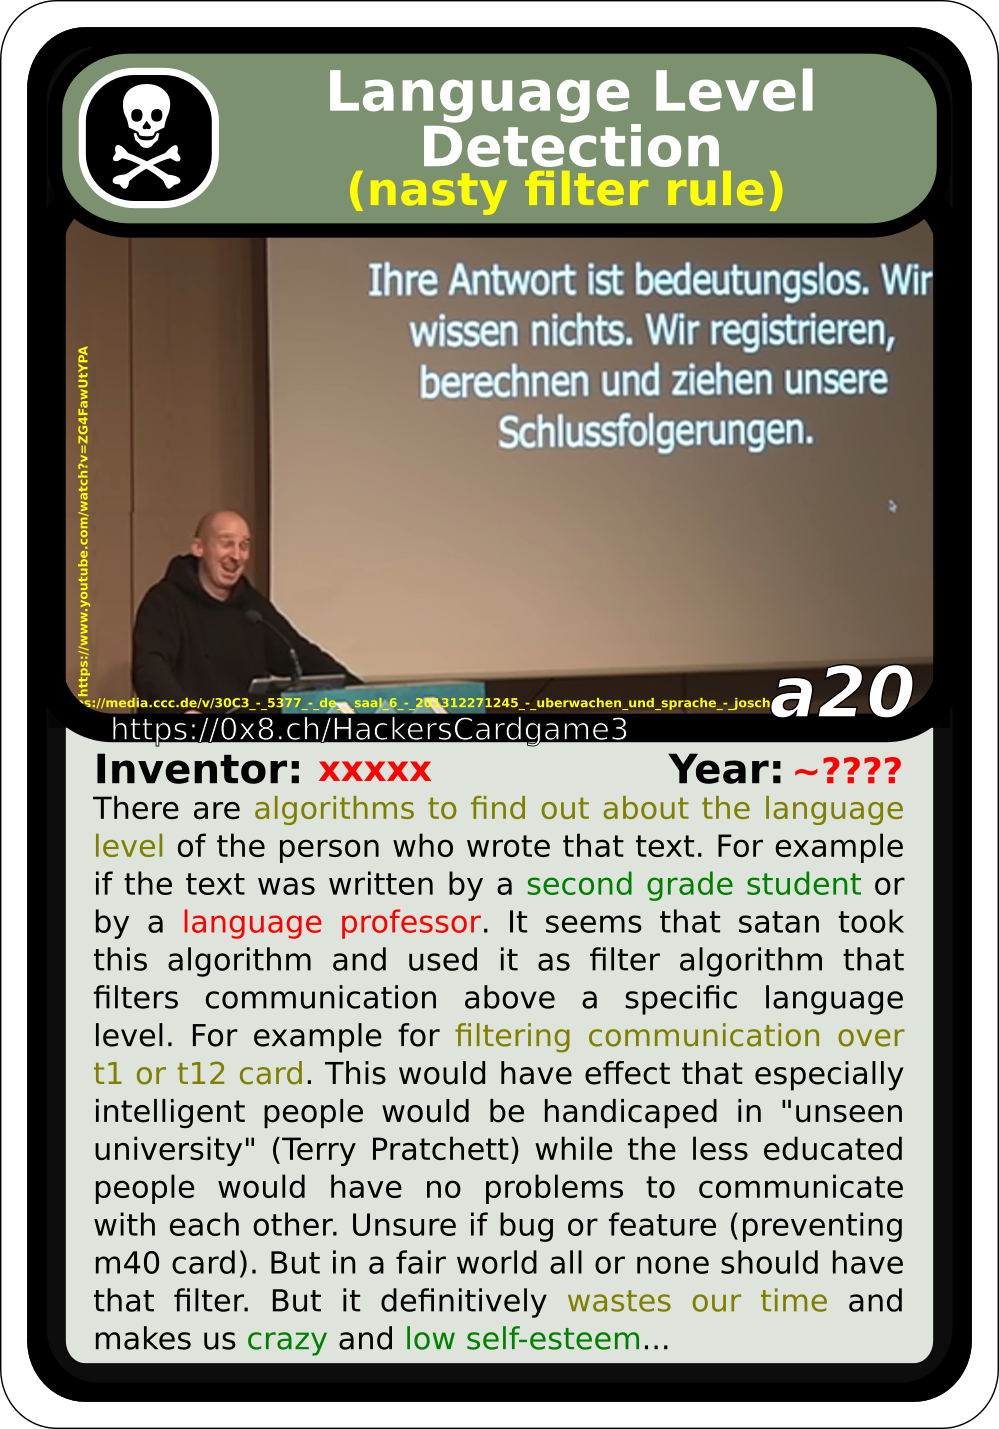 Language Level
Detection
(nasty filter rule)
Ihre Antwort ist bedeutungslos. Wir
wissen nichts. Wir registrieren,
berechnen und ziehen unsere
Schlussfolgerungen.
https://www.youtube.com/watch?v=ZG4FawUtYPA
s://media.ccc.de/v/30C3_-_5377_-_de_-_saal_6_-_201312271245_-_uberwachen_und_sprache_-_josch
a20
https://0x8.ch/HackersCardgame3
Inventor: xxxxx Year: ~????
There are algorithms to find out about the language
level of the person who wrote that text. For example
if the text was written by a second grade student or
by a language professor. It seems that satan took
this algorithm and used it as filter algorithm that
filters communication above a specific language
level. For example for filtering communication over
t1 or t12 card. This would have effect that especially
intelligent people would be handicaped in "unseen
university" (Terry Pratchett) while the less educated
people would have no problems to communicate
with each other. Unsure if bug or feature (preventing
m40 card). But in a fair world all or none should have
that filter. But it definitively wastes our time and
makes us crazy and low self-esteem...